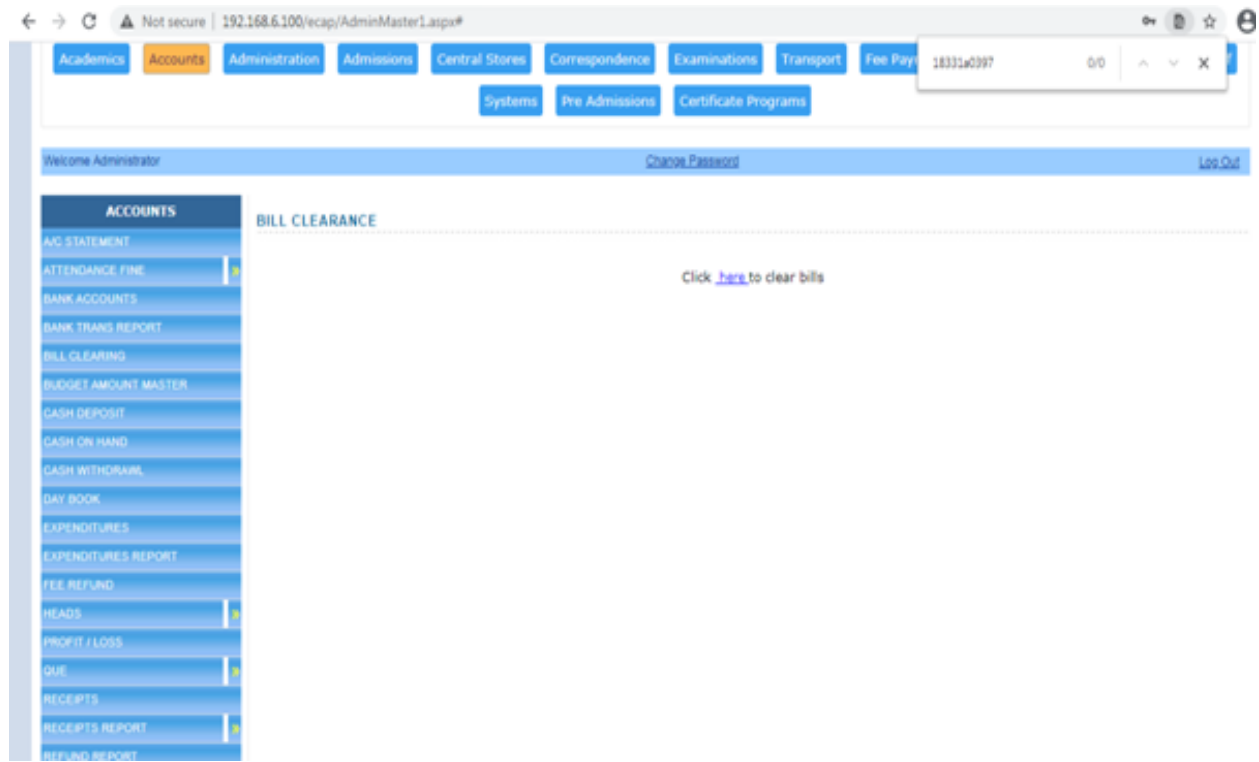 Not secure | 192.168.6.100/ecap/AdminMaster1.aspx#
Academics Accounts Administration Admissions Central Stores Correspondence Examinations Transport Fee Pay
18331a0397 0/0
Systems Pre Admissions Certificate Programs
Welcome Administrator Change Password Log Out
ACCOUNTS
BILL CLEARANCE
A/C STATEMENT
ATTENDANCE FINE
Click here to clear bills
BANK ACCOUNTS
BANK TRANS REPORT
BILL CLEARING
BUDGET AMOUNT MASTER
CASH DEPOSIT
CASH ON HAND
CASH WITHDRAWL
DAY BOOK
EXPENDITURES
EXPENDITURES REPORT
FEE REFUND
HEADS
PROFIT / LOSS
QUE
RECEIPTS
RECEIPTS REPORT
REFUND REPORT